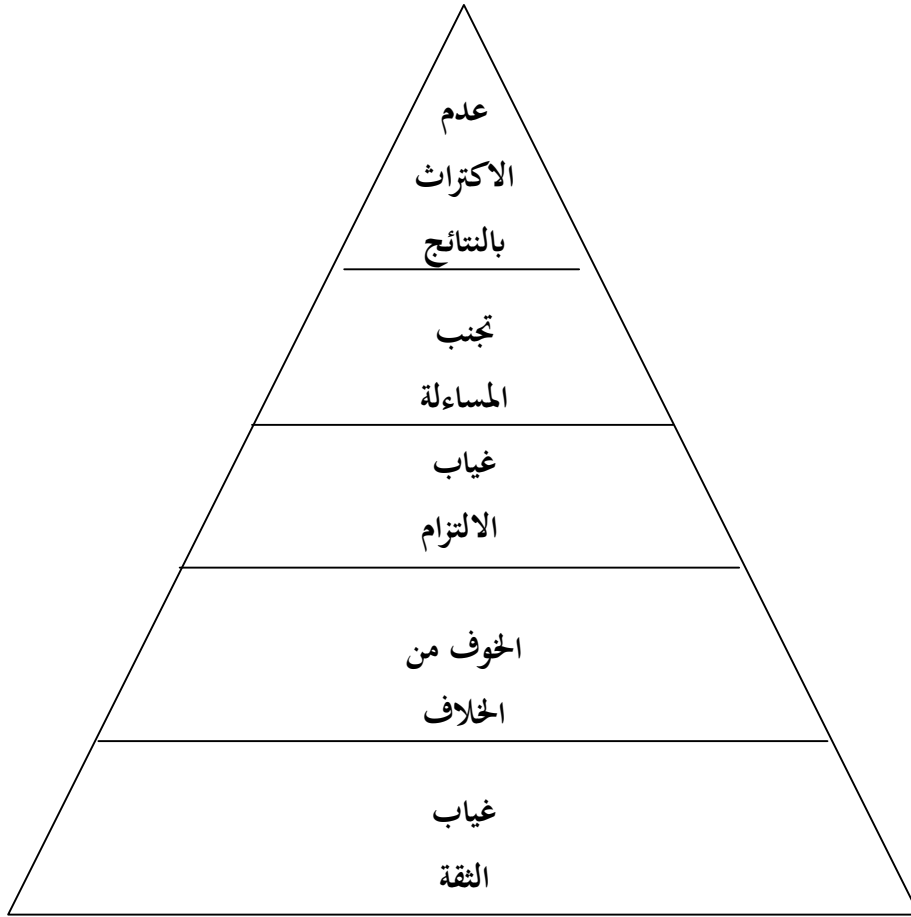 عدم
الاكتراث
بالنتائج
تجنب
المساءلة
غياب
الالتزام
الخوف من
الخلاف
غياب
الثقة